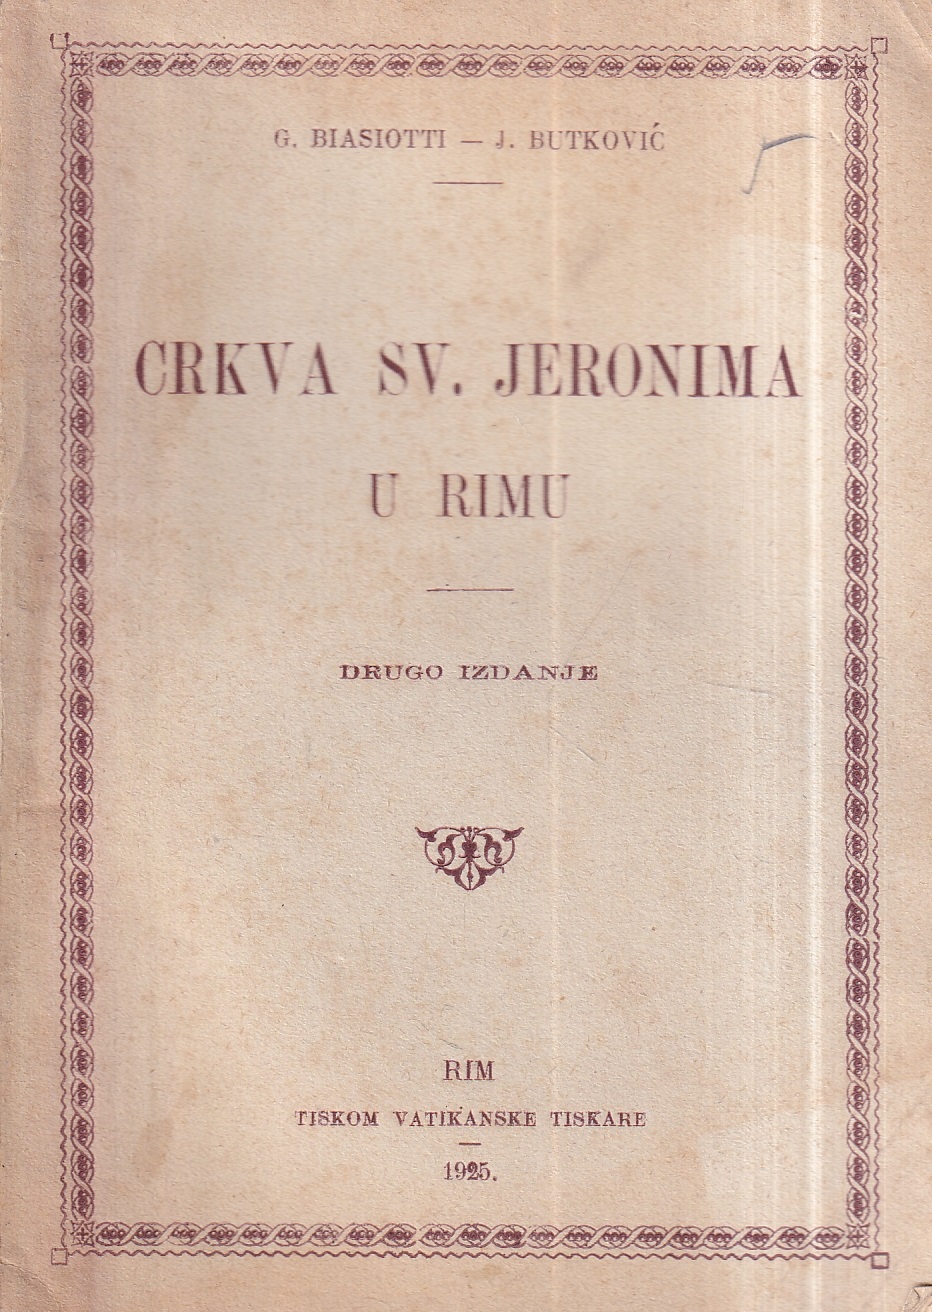 G. BIASIOTTI — J. BUTKOVIĆ
CRKVA SV. JERONIMA
U RIMU
DRUGO IZDANJE
RIM
TISKOM VATIKANSKE TISKARE
1925.